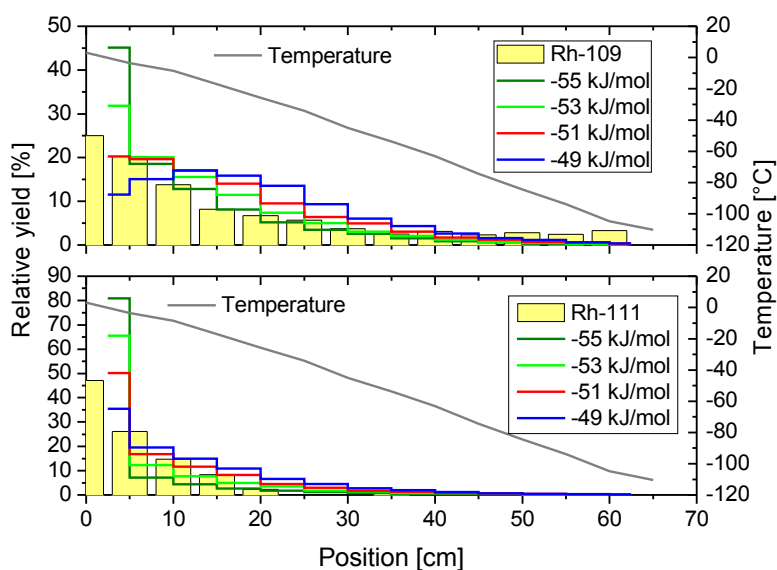 50
45
40
35
30
25
20
15
10
5
0
Temperature
Rh-109
-55 kJ/mol
-53 kJ/mol
-51 kJ/mol
-49 kJ/mol
20
0
-20
-40
-60
-80
-100
-120
Relative yield [%]
Temperature [°C]
90
80
70
60
50
40
30
20
10
0
Temperature
Rh-111
-55 kJ/mol
-53 kJ/mol
-51 kJ/mol
-49 kJ/mol
20
0
-20
-40
-60
-80
-100
-120
0 10 20 30 40 50 60 70
Position [cm]